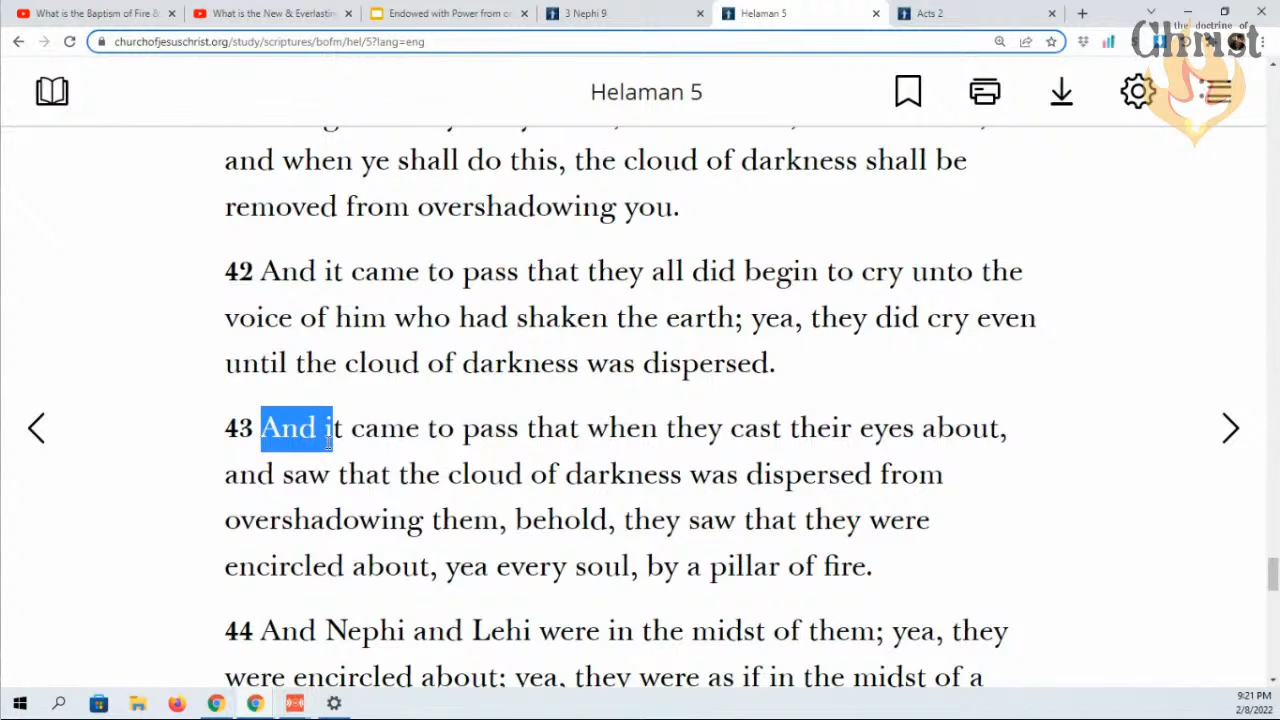 What is the Baptism of Fire &
What is the New & Everlastin
Endowed with Power from or
3 Nephi 9
Helaman 5
Acts 2
churchofjesuschrist.org/study/scriptures/bofm/hel/5?lang=eng
the doctrine of
Christ
Helaman 5
and when ye shall do this, the cloud of darkness shall be
removed from overshadowing you.
42 And it came to pass that they all did begin to cry unto the
voice of him who had shaken the earth; yea, they did cry even
until the cloud of darkness was dispersed.
43 And it came to pass that when they cast their eyes about,
and saw that the cloud of darkness was dispersed from
overshadowing them, behold, they saw that they were
encircled about, yea every soul, by a pillar of fire.
44 And Nephi and Lehi were in the midst of them; yea, they
were encircled about; yea, they were as if in the midst of a
9:21 PM
2/8/2022